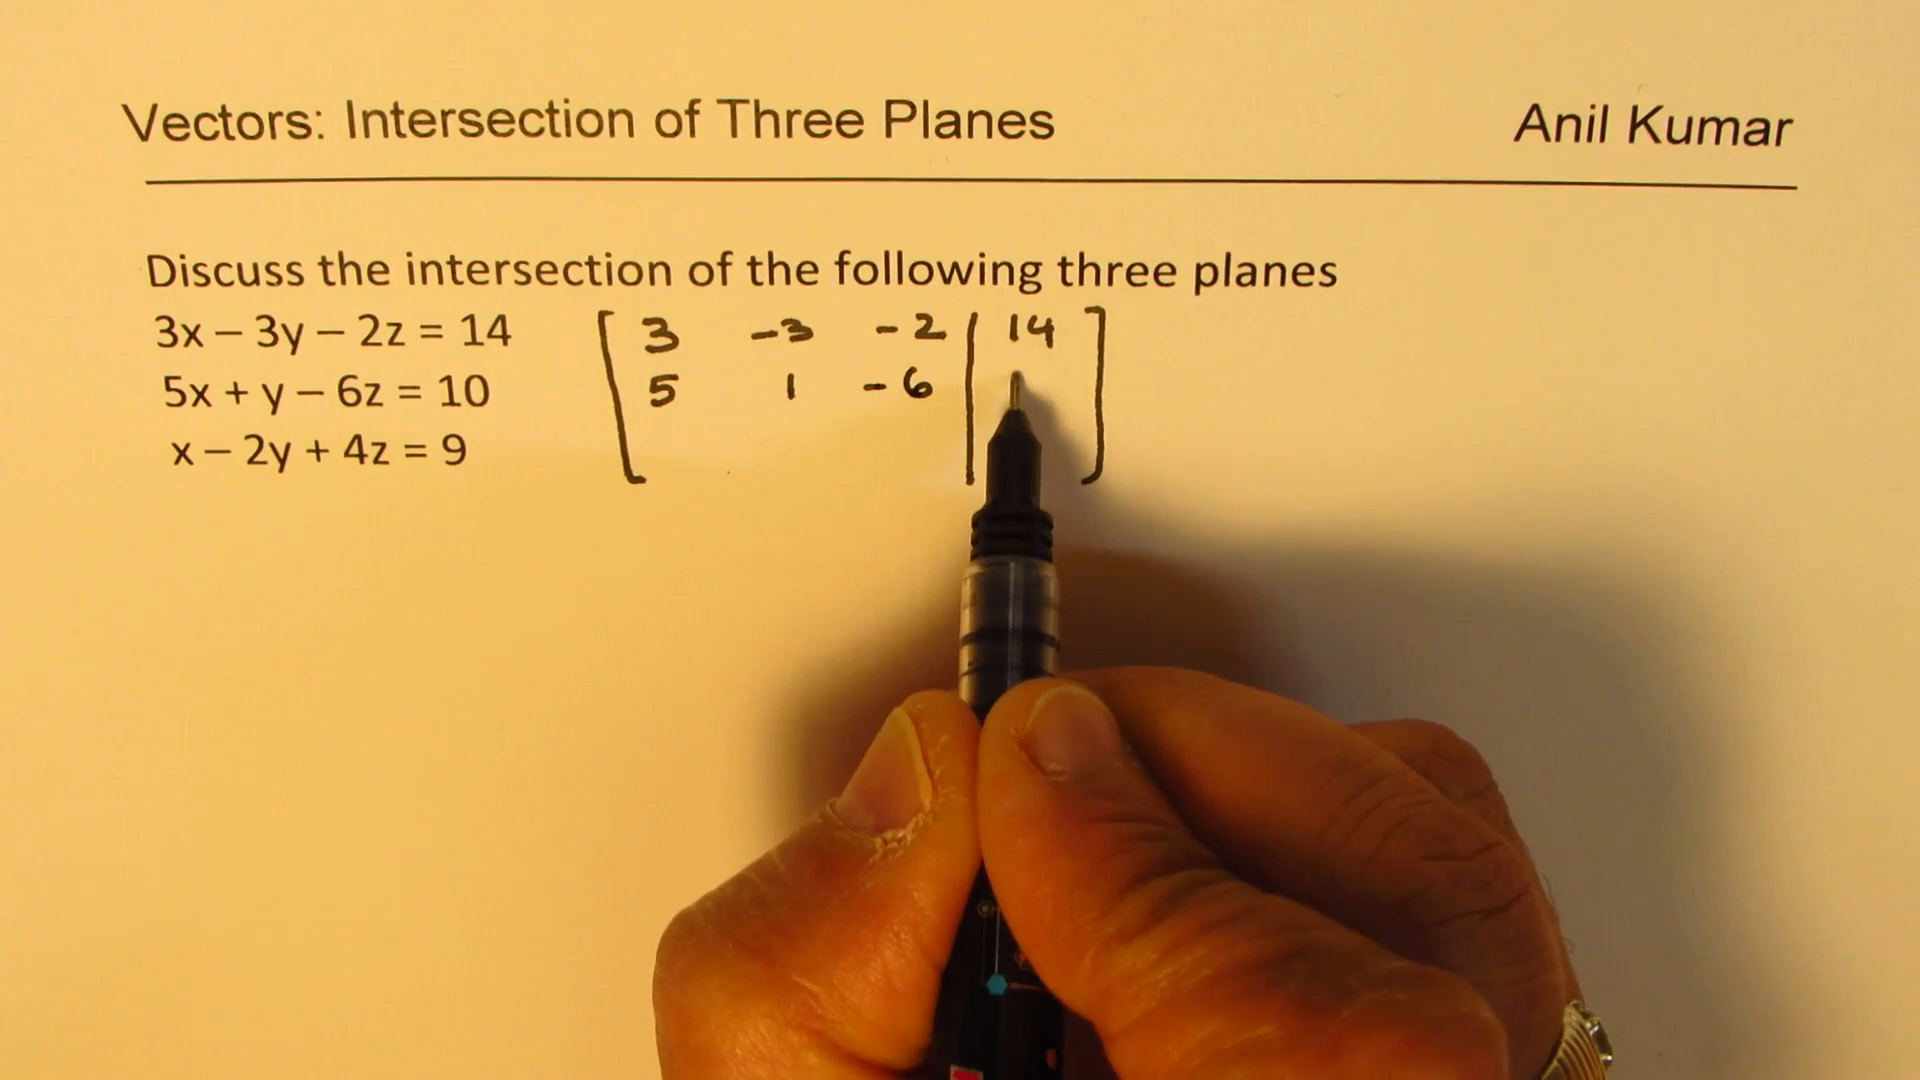 Vectors: Intersection of Three Planes Anil Kumar
Discuss the intersection of the following three planes
3x – 3y – 2z = 14
5x + y – 6z = 10
x – 2y + 4z = 9
3 -3 -2 | 14
5 1 -6 |